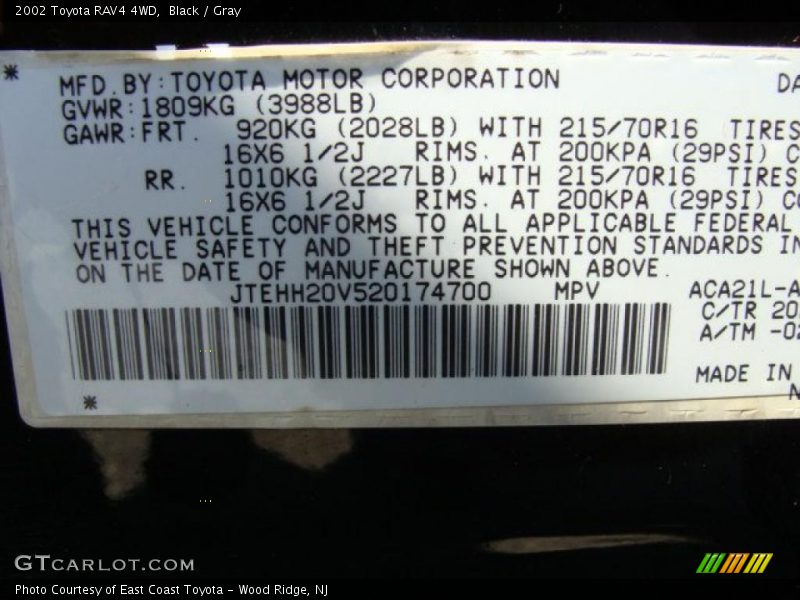 2002 Toyota RAV4 4WD, Black / Gray
* MFD.BY:TOYOTA MOTOR CORPORATION
GVWR:1809KG (3988LB)
GAWR:FRT. 920KG (2028LB) WITH 215/70R16 TIRES
16X6 1/2J RIMS. AT 200KPA (29PSI)
RR. 1010KG (2227LB) WITH 215/70R16 TIRES
16X6 1/2J RIMS. AT 200KPA (29PSI)
THIS VEHICLE CONFORMS TO ALL APPLICABLE FEDERAL
VEHICLE SAFETY AND THEFT PREVENTION STANDARDS
ON THE DATE OF MANUFACTURE SHOWN ABOVE.
JTEHH20V520174700 MPV ACA21L-A
C/TR
A/TM
MADE IN
*
GTCARLOT.COM
Photo Courtesy of East Coast Toyota - Wood Ridge, NJ